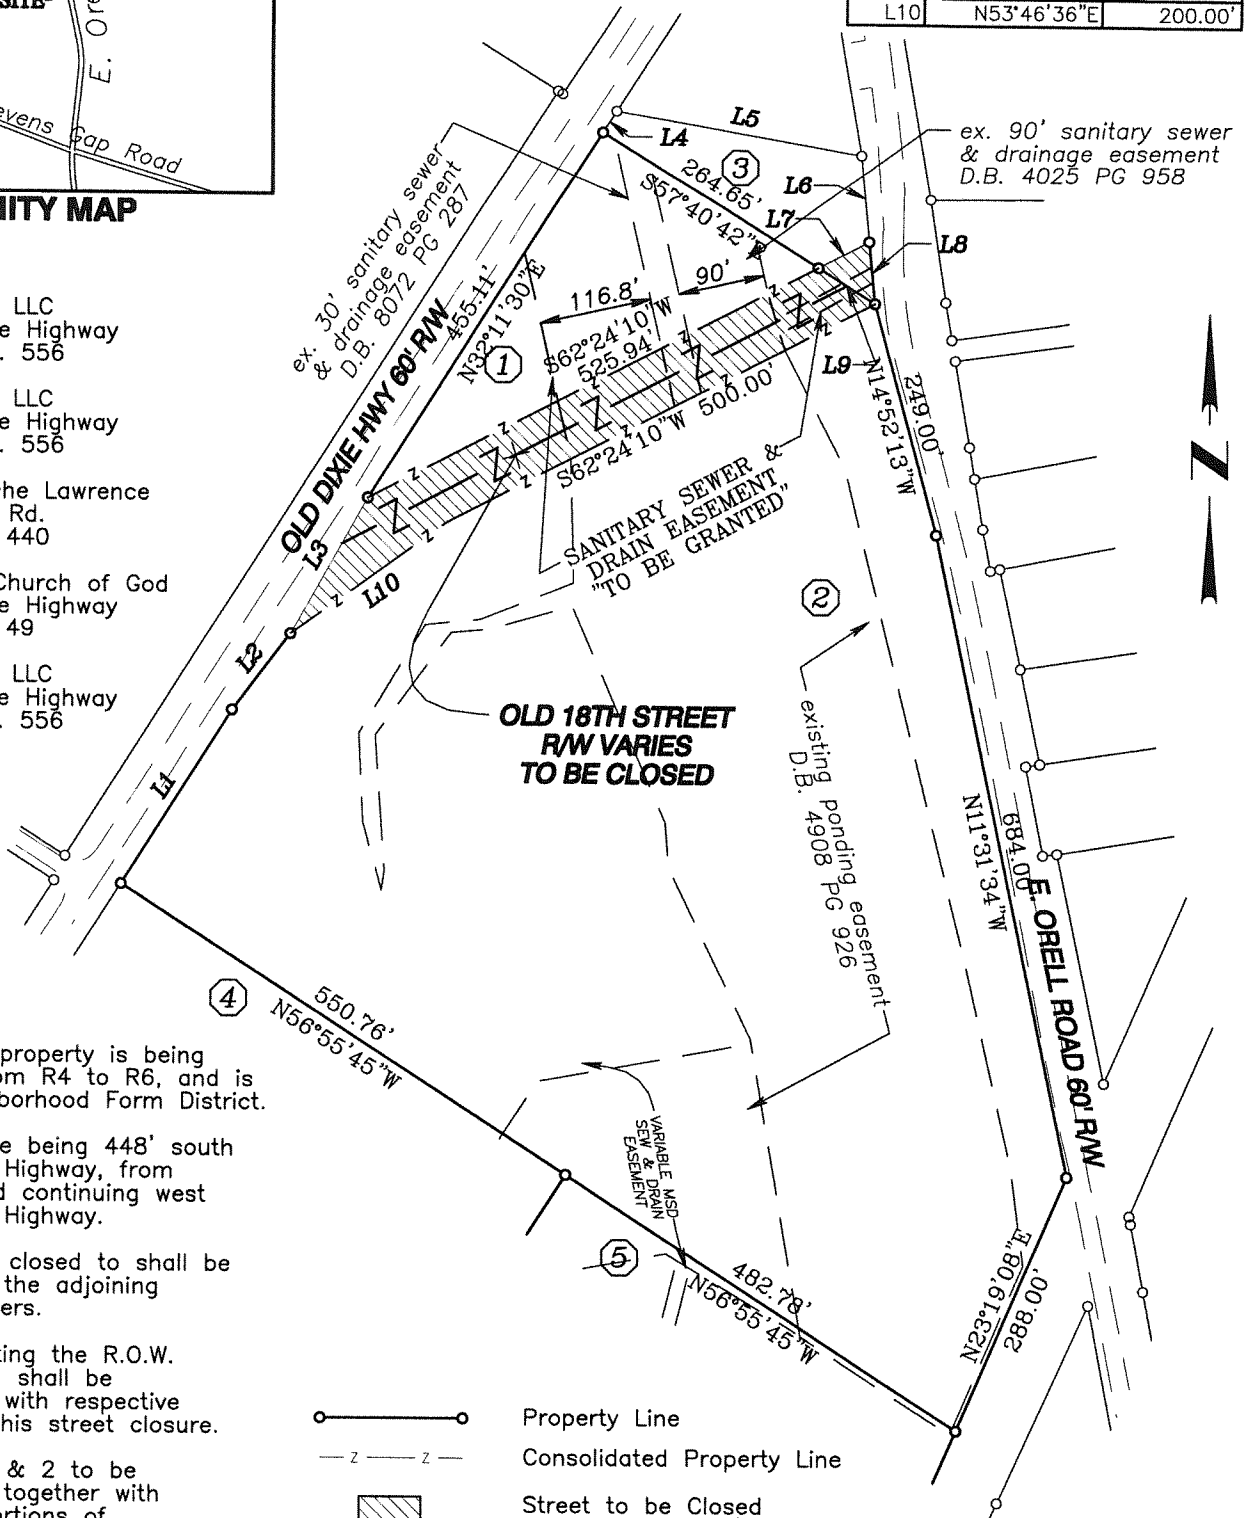 SITE
E. Ore
evens Gap Road
NITY MAP
L10 N53°46'36"E 200.00'
LLC
e Highway
. 556
LLC
e Highway
. 556
he Lawrence
Rd.
440
Church of God
e Highway
49
LLC
e Highway
. 556
property is being
om R4 to R6, and is
borhood Form District.
e being 448' south
Highway, from
d continuing west
Highway.
closed to shall be
the adjoining
ers.
king the R.O.W.
shall be
with respective
his street closure.
& 2 to be
together with
ortions of
ex. 30' sanitary sewer
& drainage easement
D.B. 8072 PG 287
OLD DIXIE HWY 60' R/W
455.11'
N32°11'30"E
1
L4
L5
3
264.65'
S57°40'42"E
L6
L7
L8
L9
ex. 90' sanitary sewer
& drainage easement
D.B. 4025 PG 958
90'
116.8'
S62°24'10"W
525.94'
S62°24'10"W 500.00'
Z
249.00'
N14°52'13"W
SANITARY SEWER &
DRAIN EASEMENT
"TO BE GRANTED"
L3
L10
L2
L1
2
OLD 18TH STREET
R/W VARIES
TO BE CLOSED
existing ponding easement
D.B. 4908 PG 926
684.00'
N11°31'34"W
E. ORELL ROAD 60' R/W
N
4
550.76'
N56°55'45"W
VARIABLE MSD
SEW & DRAIN
EASEMENT
5
482.78'
N56°55'45"W
N23°19'08"E
288.00'
Property Line
Z Z Consolidated Property Line
Street to be Closed